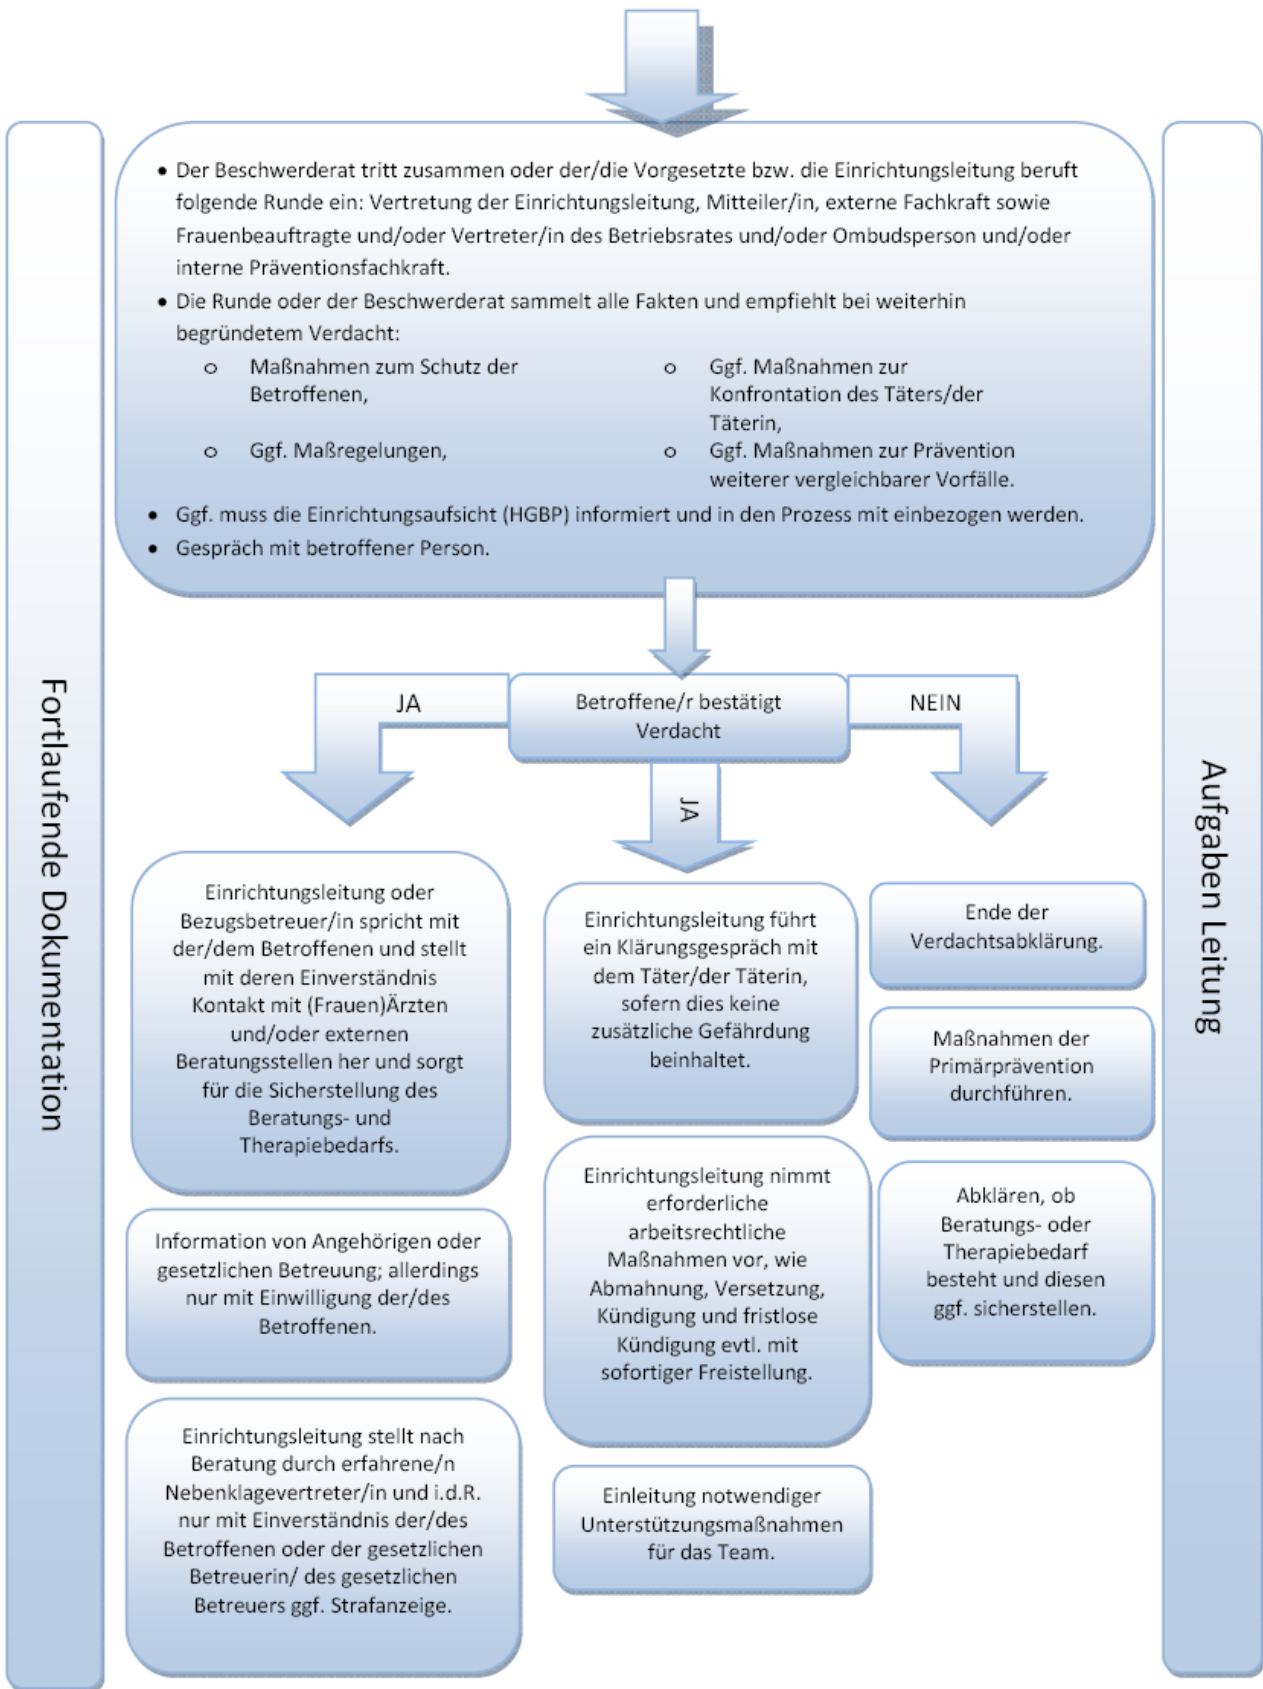 Fortlaufende Dokumentation
• Der Beschwerderat tritt zusammen oder der/die Vorgesetzte bzw. die Einrichtungsleitung beruft
folgende Runde ein: Vertretung der Einrichtungsleitung, Mitteiler/in, externe Fachkraft sowie
Frauenbeauftragte und/oder Vertreter/in des Betriebsrates und/oder Ombudsperson und/oder
interne Präventionsfachkraft.
• Die Runde oder der Beschwerderat sammelt alle Fakten und empfiehlt bei weiterhin
begründetem Verdacht:
o Maßnahmen zum Schutz der
Betroffenen,
o Ggf. Maßnahmen zur
Konfrontation des Täters/der
Täterin,
o Ggf. Maßregelungen,
o Ggf. Maßnahmen zur Prävention
weiterer vergleichbarer Vorfälle.
• Ggf. muss die Einrichtungsaufsicht (HGBP) informiert und in den Prozess mit einbezogen werden.
• Gespräch mit betroffener Person.
JA
Betroffene/r bestätigt
Verdacht
NEIN
JA
Einrichtungsleitung oder
Bezugsbetreuer/in spricht mit
der/dem Betroffenen und stellt
mit deren Einverständnis
Kontakt mit (Frauen)Ärzten
und/oder externen
Beratungsstellen her und sorgt
für die Sicherstellung des
Beratungs- und
Therapiebedarfs.
Information von Angehörigen oder
gesetzlichen Betreuung; allerdings
nur mit Einwilligung der/des
Betroffenen.
Einrichtungsleitung stellt nach
Beratung durch erfahrene/n
Nebenklagevertreter/in und i.d.R.
nur mit Einverständnis der/des
Betroffenen oder der gesetzlichen
Betreuerin/ des gesetzlichen
Betreuers ggf. Strafanzeige.
Einrichtungsleitung führt
ein Klärungsgespräch mit
dem Täter/der Täterin,
sofern dies keine
zusätzliche Gefährdung
beinhaltet.
Einrichtungsleitung nimmt
erforderliche
arbeitsrechtliche
Maßnahmen vor, wie
Abmahnung, Versetzung,
Kündigung und fristlose
Kündigung evtl. mit
sofortiger Freistellung.
Einleitung notwendiger
Unterstützungsmaßnahmen
für das Team.
Ende der
Verdachtsabklärung.
Maßnahmen der
Primärprävention
durchführen.
Abklären, ob
Beratungs- oder
Therapiebedarf
besteht und diesen
ggf. sicherstellen.
Aufgaben Leitung